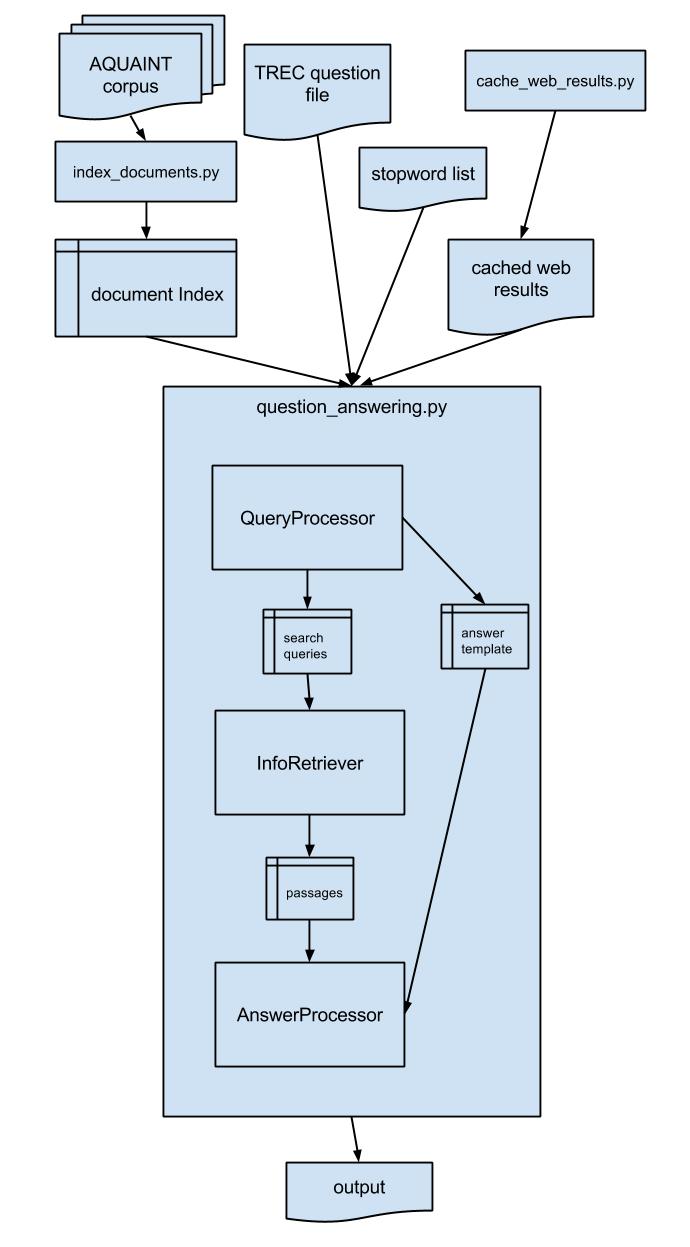 AQUAINT
corpus
TREC question
file
cache_web_results.py
index_documents.py
stopword list
document Index
cached web
results
question_answering.py
QueryProcessor
search
queries
answer
template
InfoRetriever
passages
AnswerProcessor
output